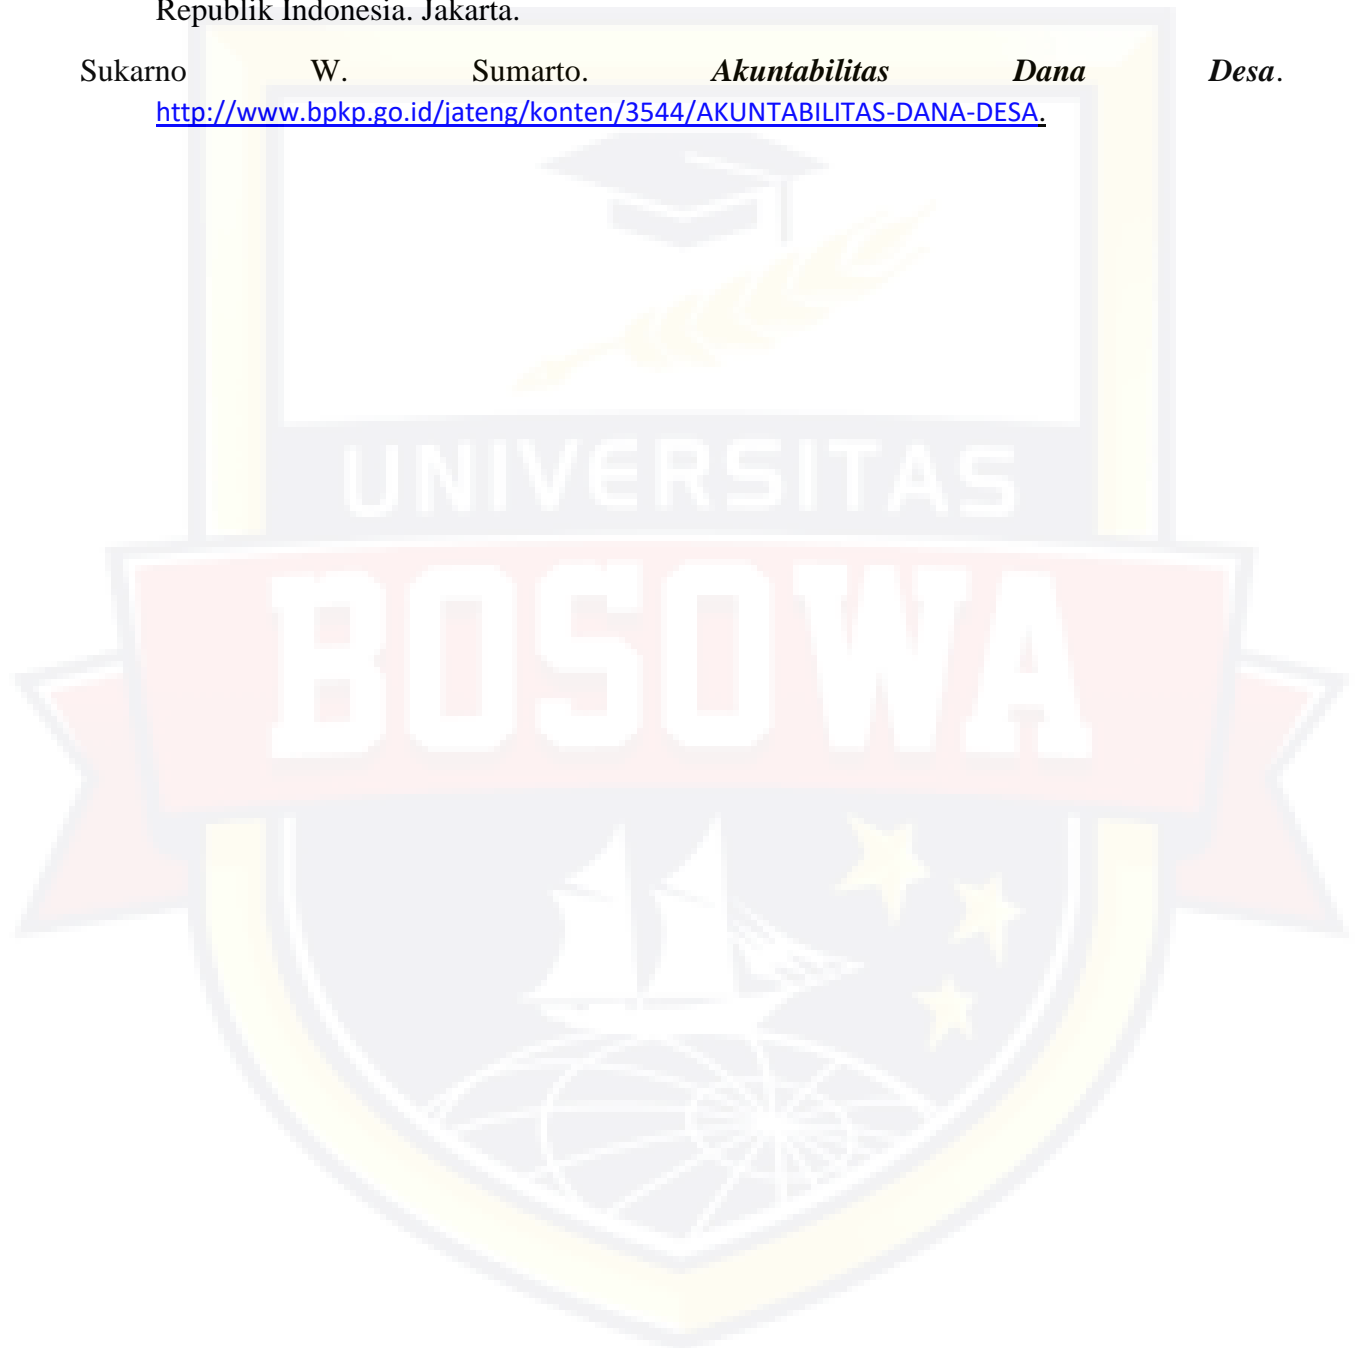 Republik Indonesia. Jakarta.
Sukarno W. Sumarto. Akuntabilitas Dana Desa.
http://www.bpkp.go.id/jateng/konten/3544/AKUNTABILITAS-DANA-DESA.
UNIVERSITAS
BOSOWA